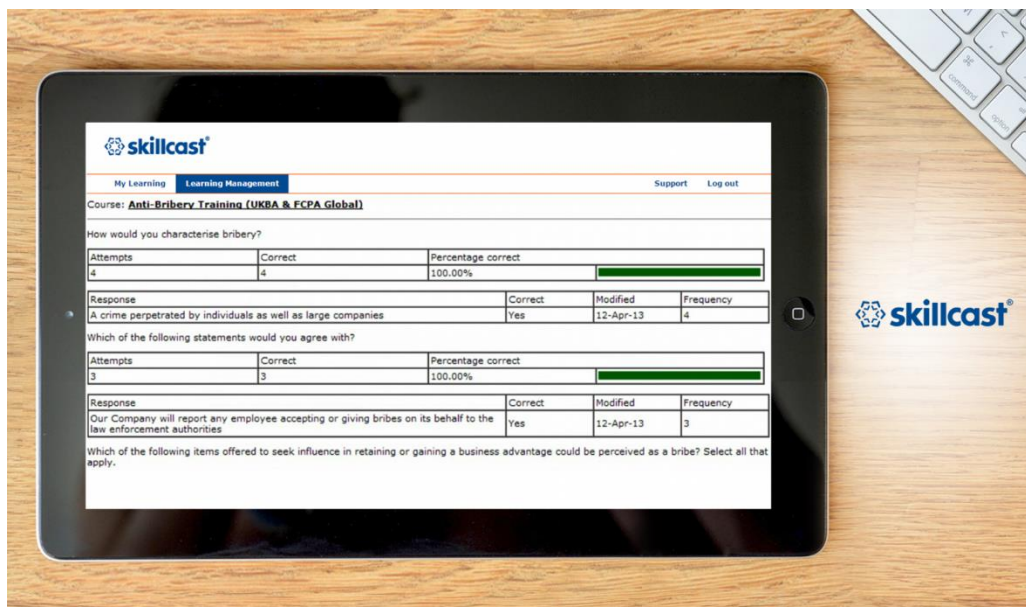 skillcast
My Learning Learning Management Support Log out
Course: Anti-Bribery Training (UKBA & FCPA Global)
How would you characterise bribery?
Attempts Correct Percentage correct
4 4 100.00%
Response Correct Modified Frequency
A crime perpetrated by individuals as well as large companies Yes 12-Apr-13 4
Which of the following statements would you agree with?
Attempts Correct Percentage correct
3 3 100.00%
Response Correct Modified Frequency
Our Company will report any employee accepting or giving bribes on its behalf to the
law enforcement authorities Yes 12-Apr-13 3
Which of the following items offered to seek influence in retaining or gaining a business advantage could be perceived as a bribe? Select all that
apply.
skillcast
command
option